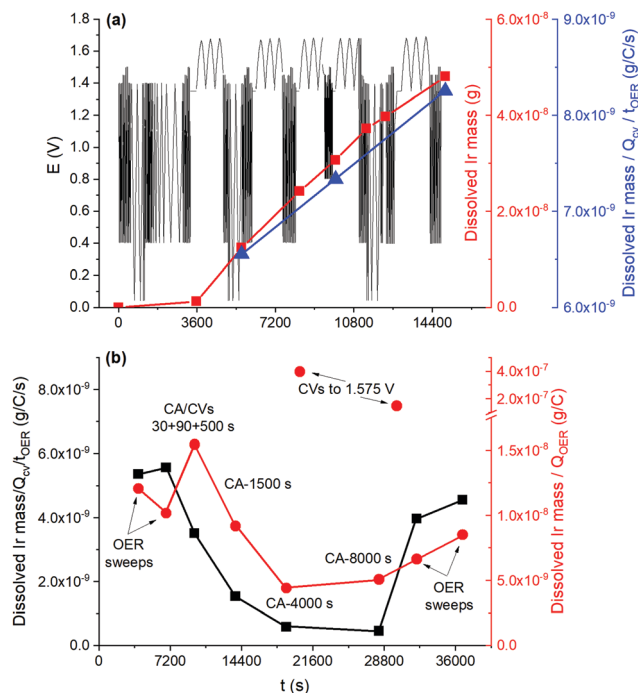 (a)
1.8
1.6
1.4
1.2
1.0
0.8
0.6
0.4
0.2
0.0
E (V)
0
3600
7200
10800
14400
6.0x10⁻⁸
4.0x10⁻⁸
2.0x10⁻⁸
0.0
Dissolved Ir mass (g)
9.0x10⁻⁹
8.0x10⁻⁹
7.0x10⁻⁹
6.0x10⁻⁹
Dissolved Ir mass / Q_cv / t_OER (g/C/s)
(b)
8.0x10⁻⁹
6.0x10⁻⁹
4.0x10⁻⁹
2.0x10⁻⁹
0.0
Dissolved Ir mass/Q_cv/t_OER (g/C/s)
CVs to 1.575 V
CA/CVs
30+90+500 s
CA-1500 s
OER
sweeps
CA-8000 s
CA-4000 s
OER
sweeps
4.0x10⁻⁷
2.0x10⁻⁷
1.5x10⁻⁸
1.0x10⁻⁸
5.0x10⁻⁹
0.0
Dissolved Ir mass / Q_OER (g/C)
0
7200
14400
21600
28800
36000
t (s)